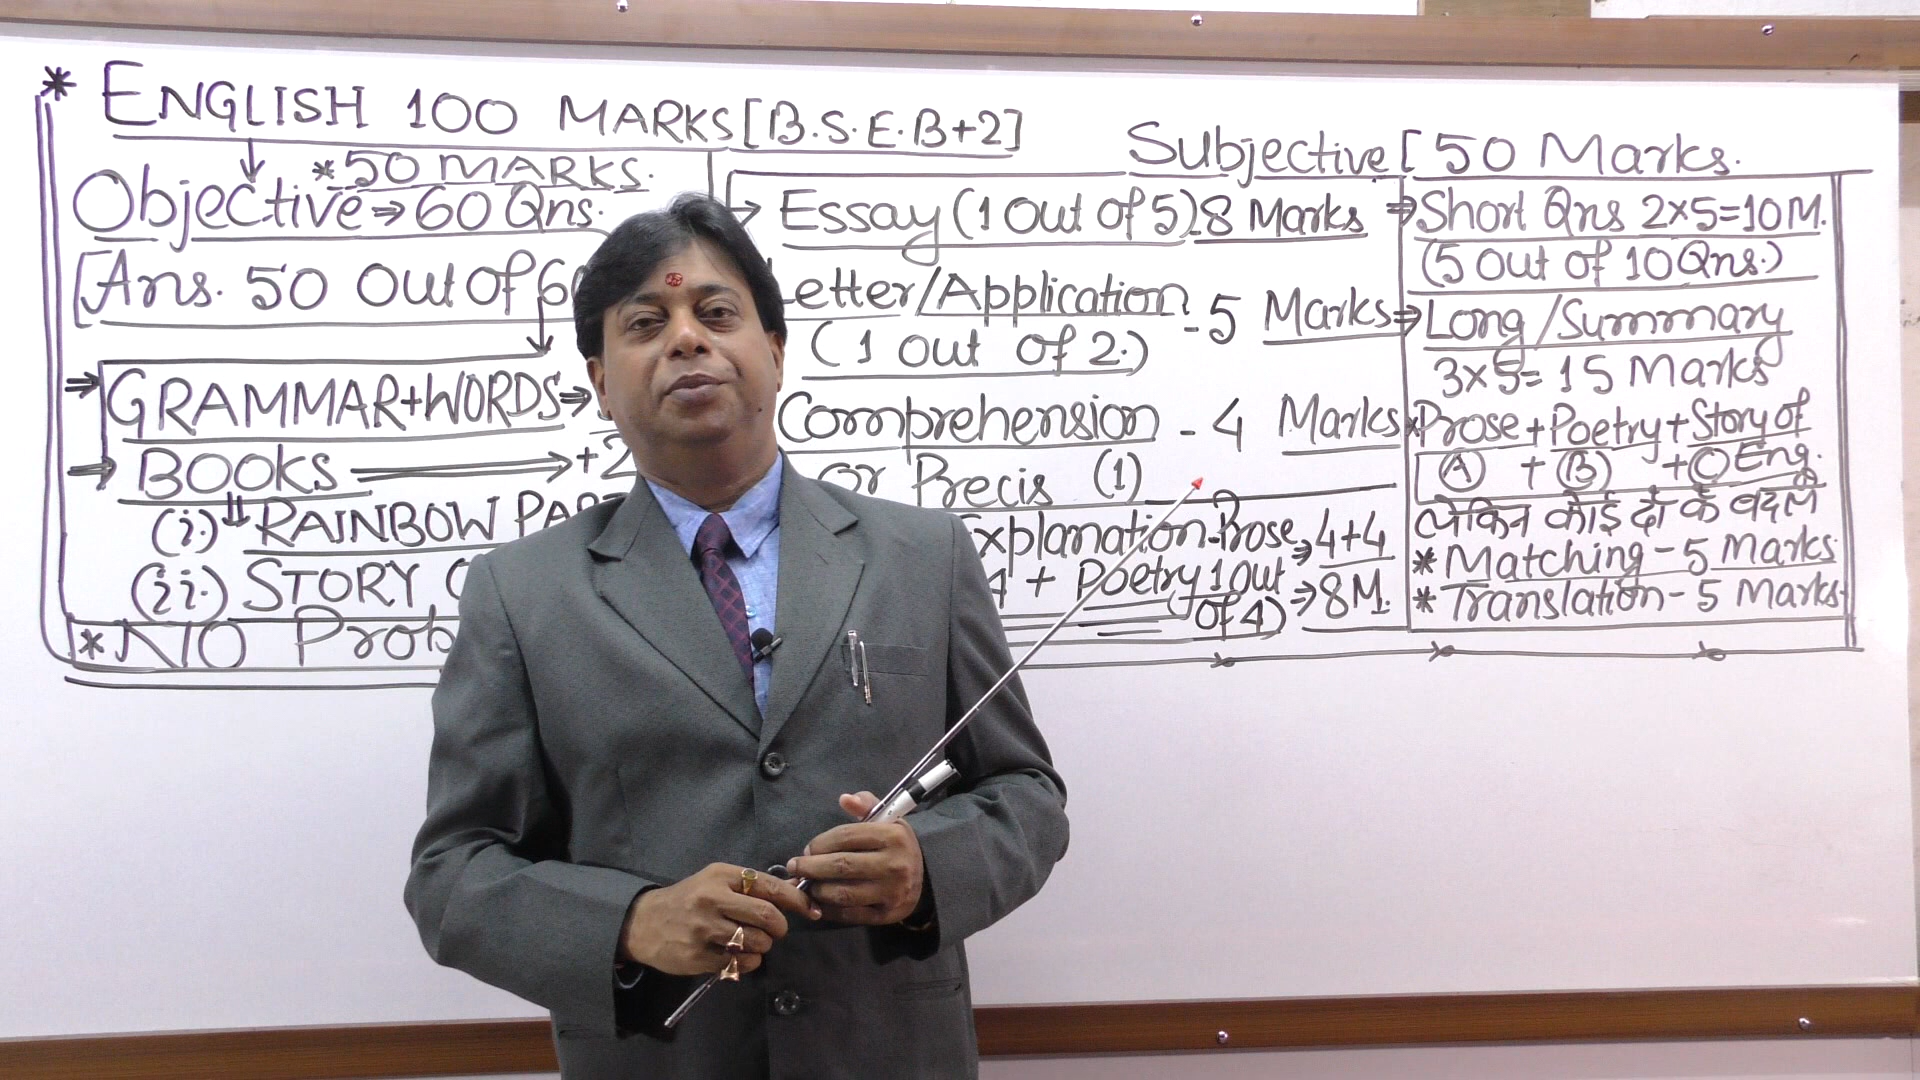 * ENGLISH 100 MARKS [B.S.E.B+2]
* 50 MARKS.
Objective ⇒ 60 Qns.
[Ans. 50 out of
⇒ GRAMMAR+WORDS ⇒
⇒ BOOKS → +2
(i.) RAINBOW
(ii.) STORY
* NO
Subjective [50 Marks.
→ Essay (1 out of 5) - 8 Marks
Letter/Application - 5 Marks
(1 out of 2.)
Comprehension - 4 Marks
or Precis (1)
Explanation - Prose ⇒ 4+4
4 + Poetry 1 out ⇒ 8M.
of 4)
⇒ Short Qns 2×5=10M.
(5 out of 10 Qns.)
⇒ Long/Summary
3×5=15 Marks
* Prose + Poetry + Story of
(A) + (B) + (C) Eng.
लेकिन कोई दो के बदले
* Matching - 5 Marks
* Translation - 5 Marks.